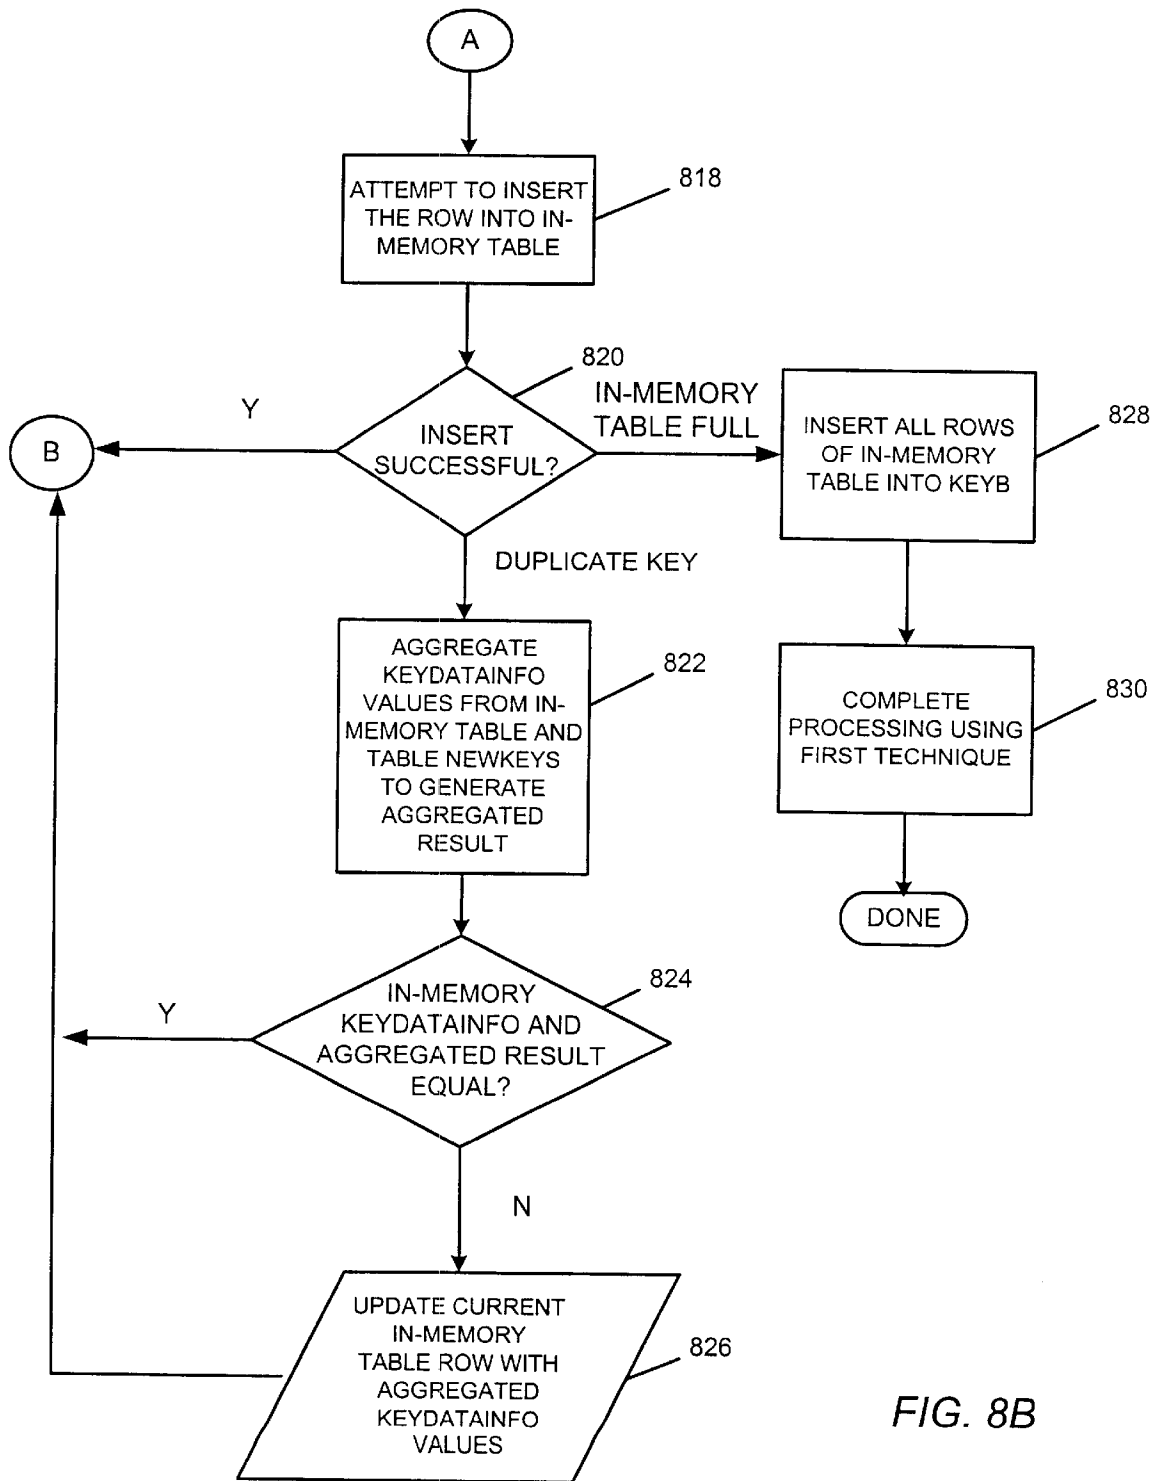 A
ATTEMPT TO INSERT
THE ROW INTO IN-
MEMORY TABLE
818
820
Y
B
INSERT
SUCCESSFUL?
IN-MEMORY
TABLE FULL
INSERT ALL ROWS
OF IN-MEMORY
TABLE INTO KEYB
828
DUPLICATE KEY
AGGREGATE
KEYDATAINFO
VALUES FROM IN-
MEMORY TABLE AND
TABLE NEWKEYS
TO GENERATE
AGGREGATED
RESULT
822
COMPLETE
PROCESSING USING
FIRST TECHNIQUE
830
DONE
Y
IN-MEMORY
KEYDATAINFO AND
AGGREGATED RESULT
EQUAL?
824
N
UPDATE CURRENT
IN-MEMORY
TABLE ROW WITH
AGGREGATED
KEYDATAINFO
VALUES
826
FIG. 8B